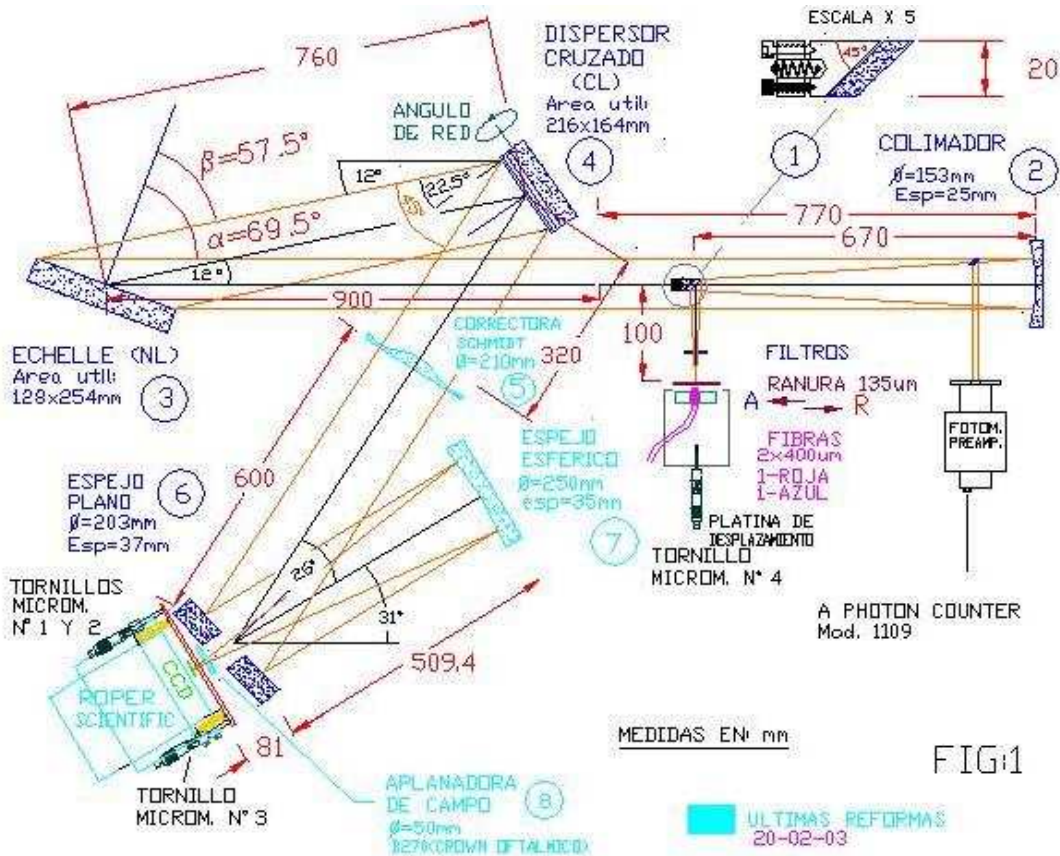 ESCALA X 5
45°
20
760
DISPERSOR
CRUZADO
(CL)
Area util:
216x164mm
4
ANGULO
DE RED
1
COLIMADOR
Ø=153mm
Esp=25mm
2
β=57.5°
α=69.5°
12°
22.5°
12°
770
670
900
100
ECHELLE (NL)
Area util:
128x254mm
3
CORRECTORA
SCHMIDT
Ø=210mm
5
320
FILTROS
RANURA 135um
A
R
FIBRAS
2x400um
1-ROJA
1-AZUL
FOTOM.
PREAMP.
600
ESPEJO
ESFERICO
Ø=250mm
esp=35mm
7
ESPEJO
PLANO
Ø=203mm
Esp=37mm
6
PLATINA DE
DESPLAZAMIENTO
TORNILLO
MICROM. N° 4
26°
31°
TORNILLOS
MICROM.
N° 1 Y 2
A PHOTON COUNTER
Mod. 1109
509.4
CCD
ROPER
SCIENTIFIC
81
MEDIDAS EN: mm
FIG:1
TORNILLO
MICROM. N° 3
APLANADORA
DE CAMPO
Ø=50mm
B270(CROWN OFTALMICO)
8
ULTIMAS REFORMAS
20-02-03